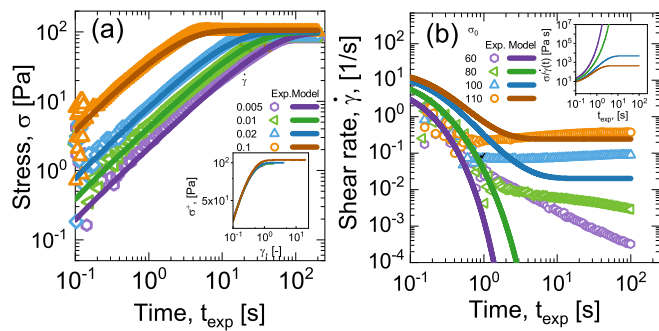 (a)
Stress, σ [Pa]
10²
10¹
10⁰
10⁻¹
10⁻¹ 10⁰ 10¹ 10²
Time, t_exp [s]
γ̇
Exp. Model
0.005
0.01
0.02
0.1
σ⁺, [Pa]
10²
5x10¹
10⁻¹ 10⁰ 10¹
γ, [-]
(b)
Shear rate, γ̇, [1/s]
10³
10²
10¹
10⁰
10⁻¹
10⁻²
10⁻³
10⁻⁴
10⁻¹ 10⁰ 10¹ 10²
Time, t_exp [s]
σ₀
Exp. Model
60
80
100
110
σ/γ̇(t) [Pa s]
10⁷
10⁵
10³
10¹
10⁻¹ 10⁰ 10¹ 10²
t_exp, [s]